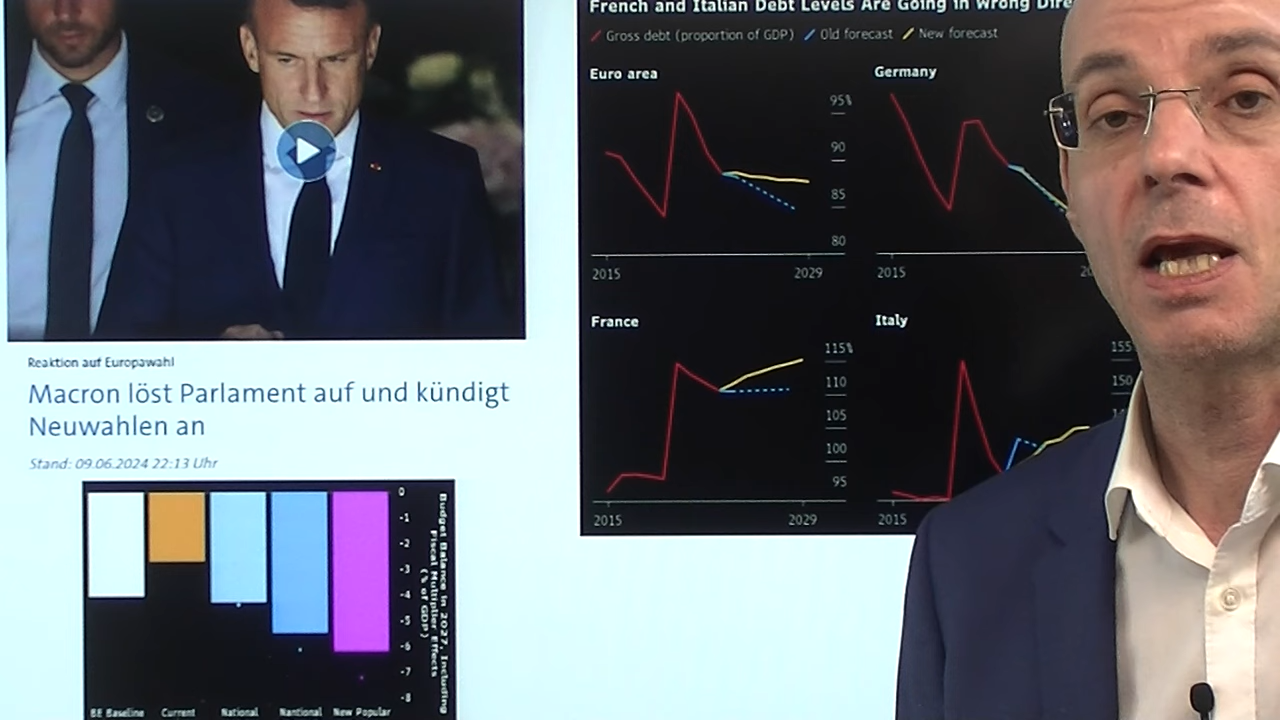 French and Italian Debt Levels Are Going in Wrong Dire
Gross debt (proportion of GDP) Old forecast New forecast
Euro area
95%
90
85
80
2015 2029
Germany
2015 20
France
115%
110
105
100
95
2015 2029
Italy
155
150
2015
Reaktion auf Europawahl
Macron löst Parlament auf und kündigt
Neuwahlen an
Stand: 09.06.2024 22:13 Uhr
0
-1
-2
-3
-4
-5
-6
-7
-8
Budget Balance in 2027, Including
Fiscal Multiplier Effects
(% of GDP)
BE Baseline Current National Nantional New Popular